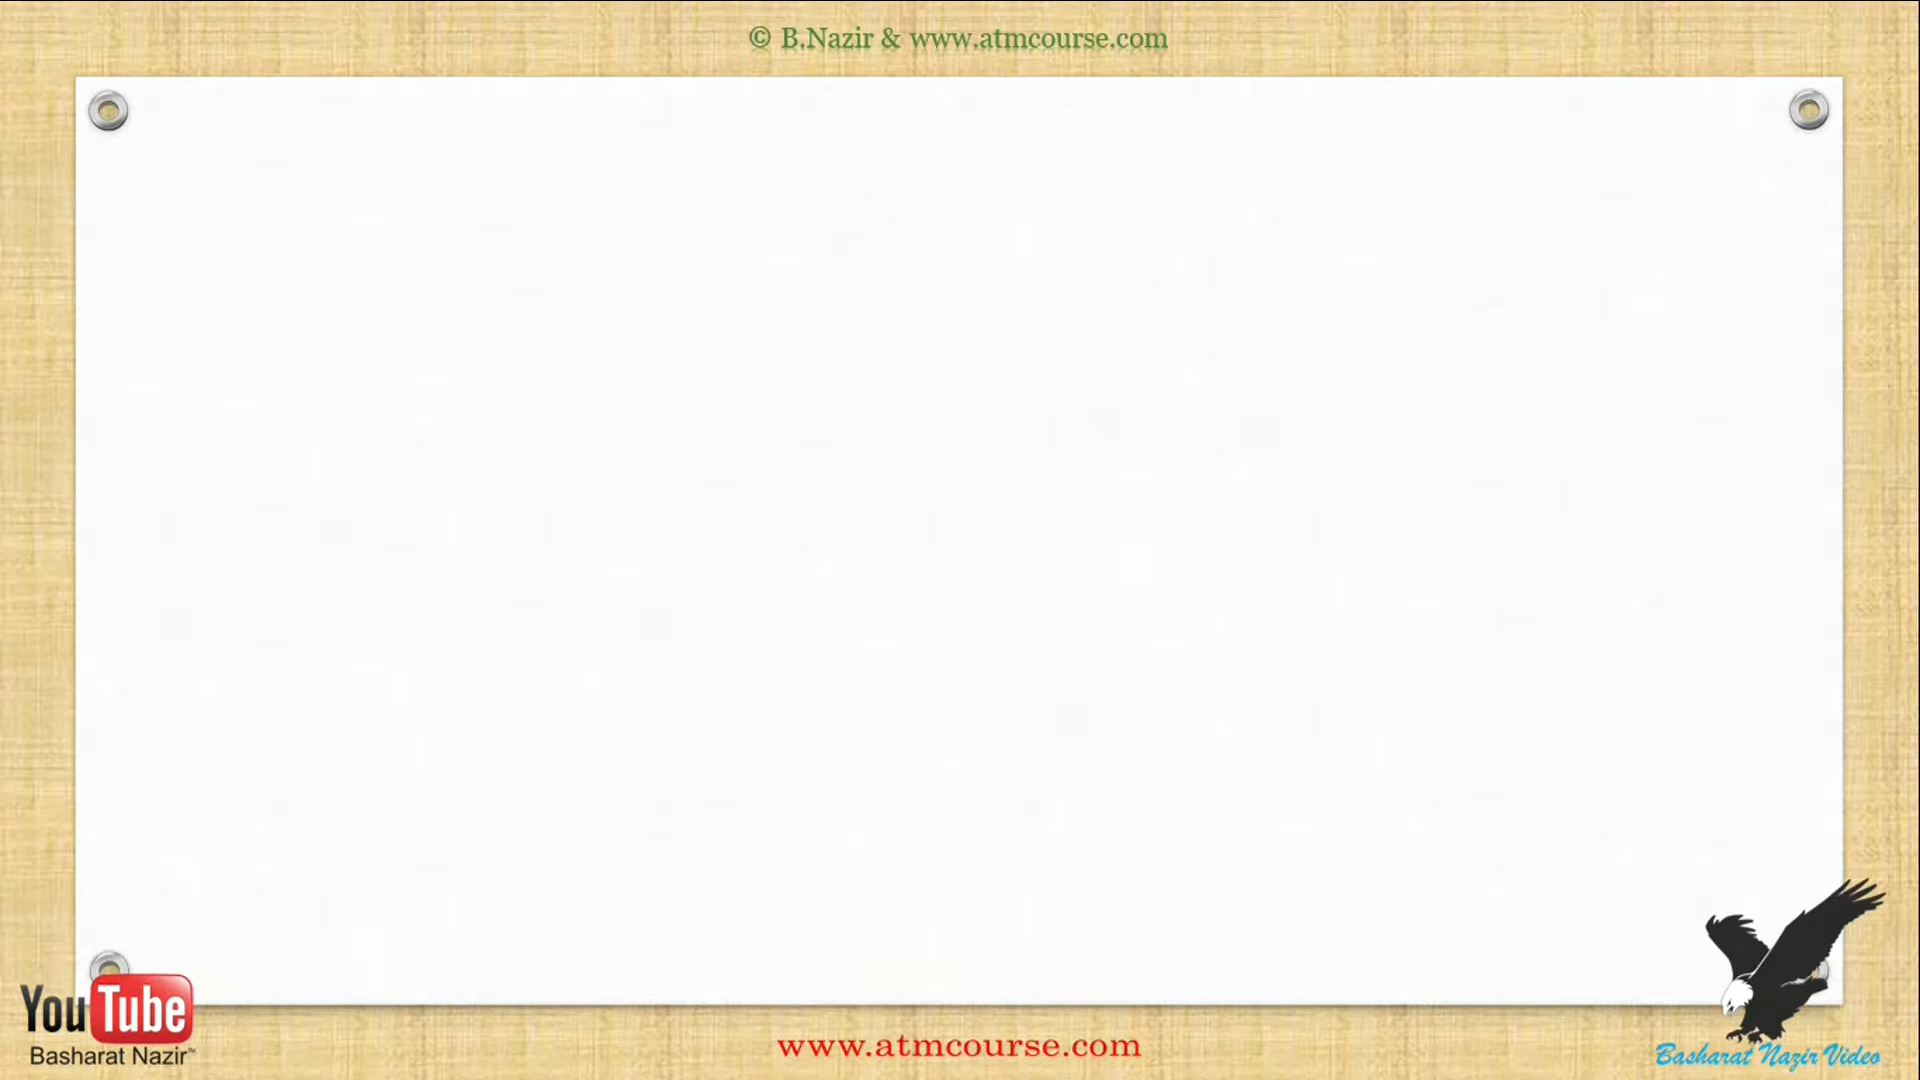 © B.Nazir & www.atmcourse.com
YouTube
Basharat Nazir™
www.atmcourse.com
Basharat Nazir Video